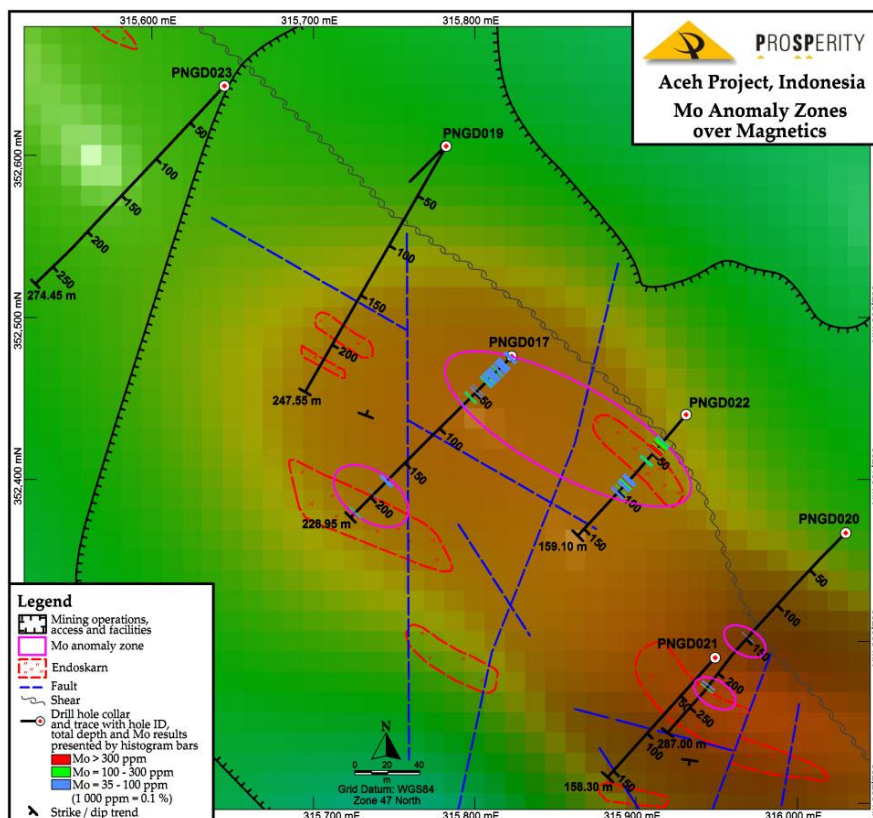 315,600 mE 315,700 mE 315,800 mE
PROSPERITY
Aceh Project, Indonesia
Mo Anomaly Zones
over Magnetics
PNGD023
PNGD019
50
50
352,600 mN
100
150
200
250
274.45 m
100
150
200
247.55 m
352,500 mN
PNGD017
50
100
150
200
228.95 m
PNGD022
50
100
150
159.10 m
352,400 mN
PNGD020
50
100
150
200
250
287.00 m
PNGD021
50
100
150
158.30 m
Legend
Mining operations,
access and facilities
Mo anomaly zone
Endoskarn
Fault
Shear
Drill hole collar
and trace with hole ID,
total depth and Mo results
presented by histogram bars
Mo > 300 ppm
Mo = 100 - 300 ppm
Mo = 35 - 100 ppm
(1 000 ppm = 0.1 %)
Strike / dip trend
N
0 20 40
m
Grid Datum: WGS84
Zone 47 North
315,700 mE 315,800 mE 315,900 mE 316,000 mE